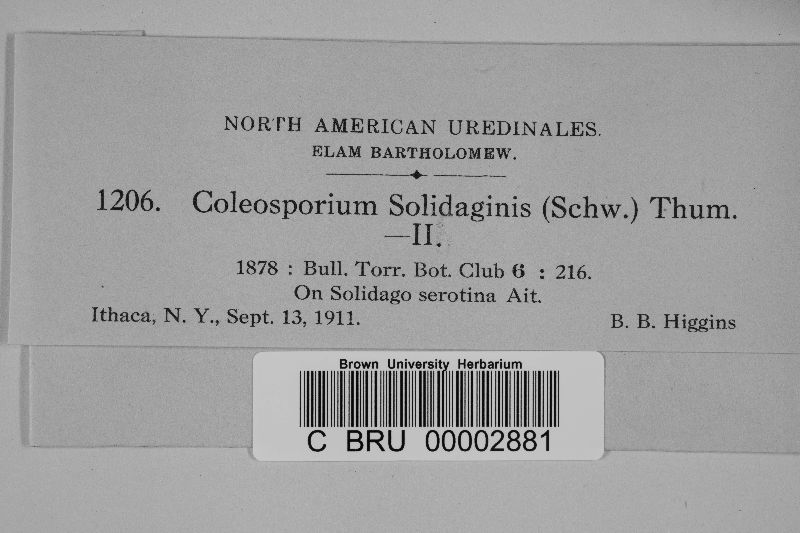 NORTH AMERICAN UREDINALES.
ELAM BARTHOLOMEW.
1206. Coleosporium Solidaginis (Schw.) Thum.
—II.
1878 : Bull. Torr. Bot. Club 6 : 216.
On Solidago serotina Ait.
Ithaca, N. Y., Sept. 13, 1911. B. B. Higgins
Brown University Herbarium
C BRU 00002881